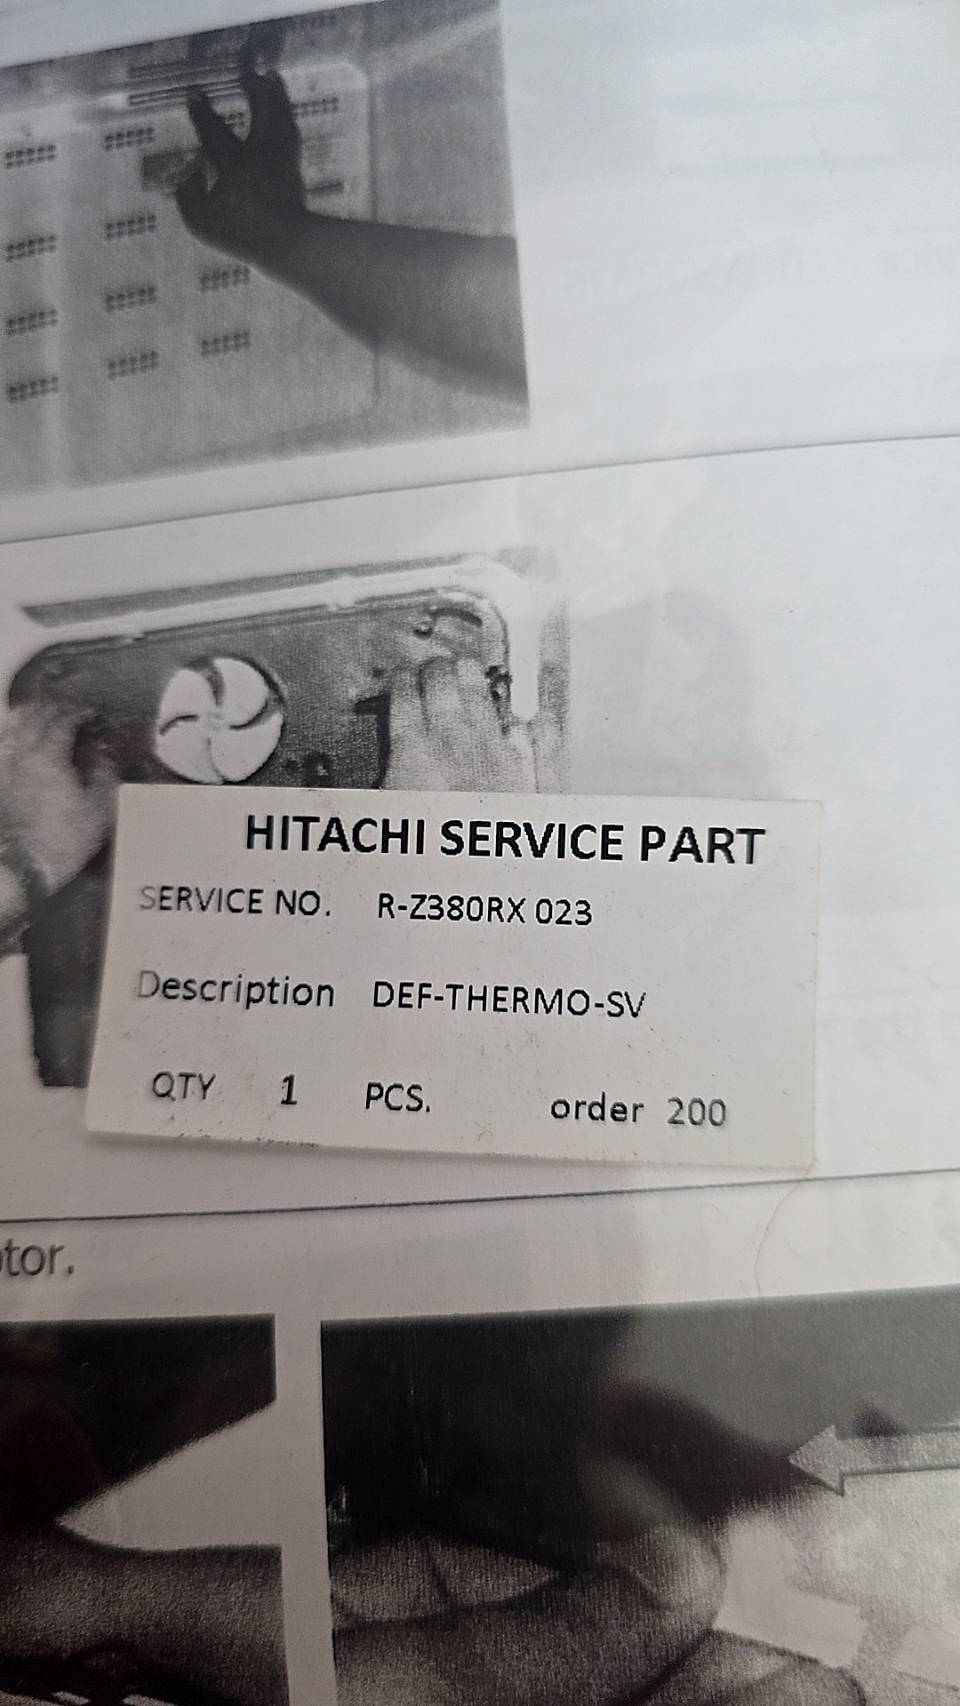 HITACHI SERVICE PART
SERVICE NO. R-Z380RX 023
Description DEF-THERMO-SV
QTY 1 PCS. order 200
tor.